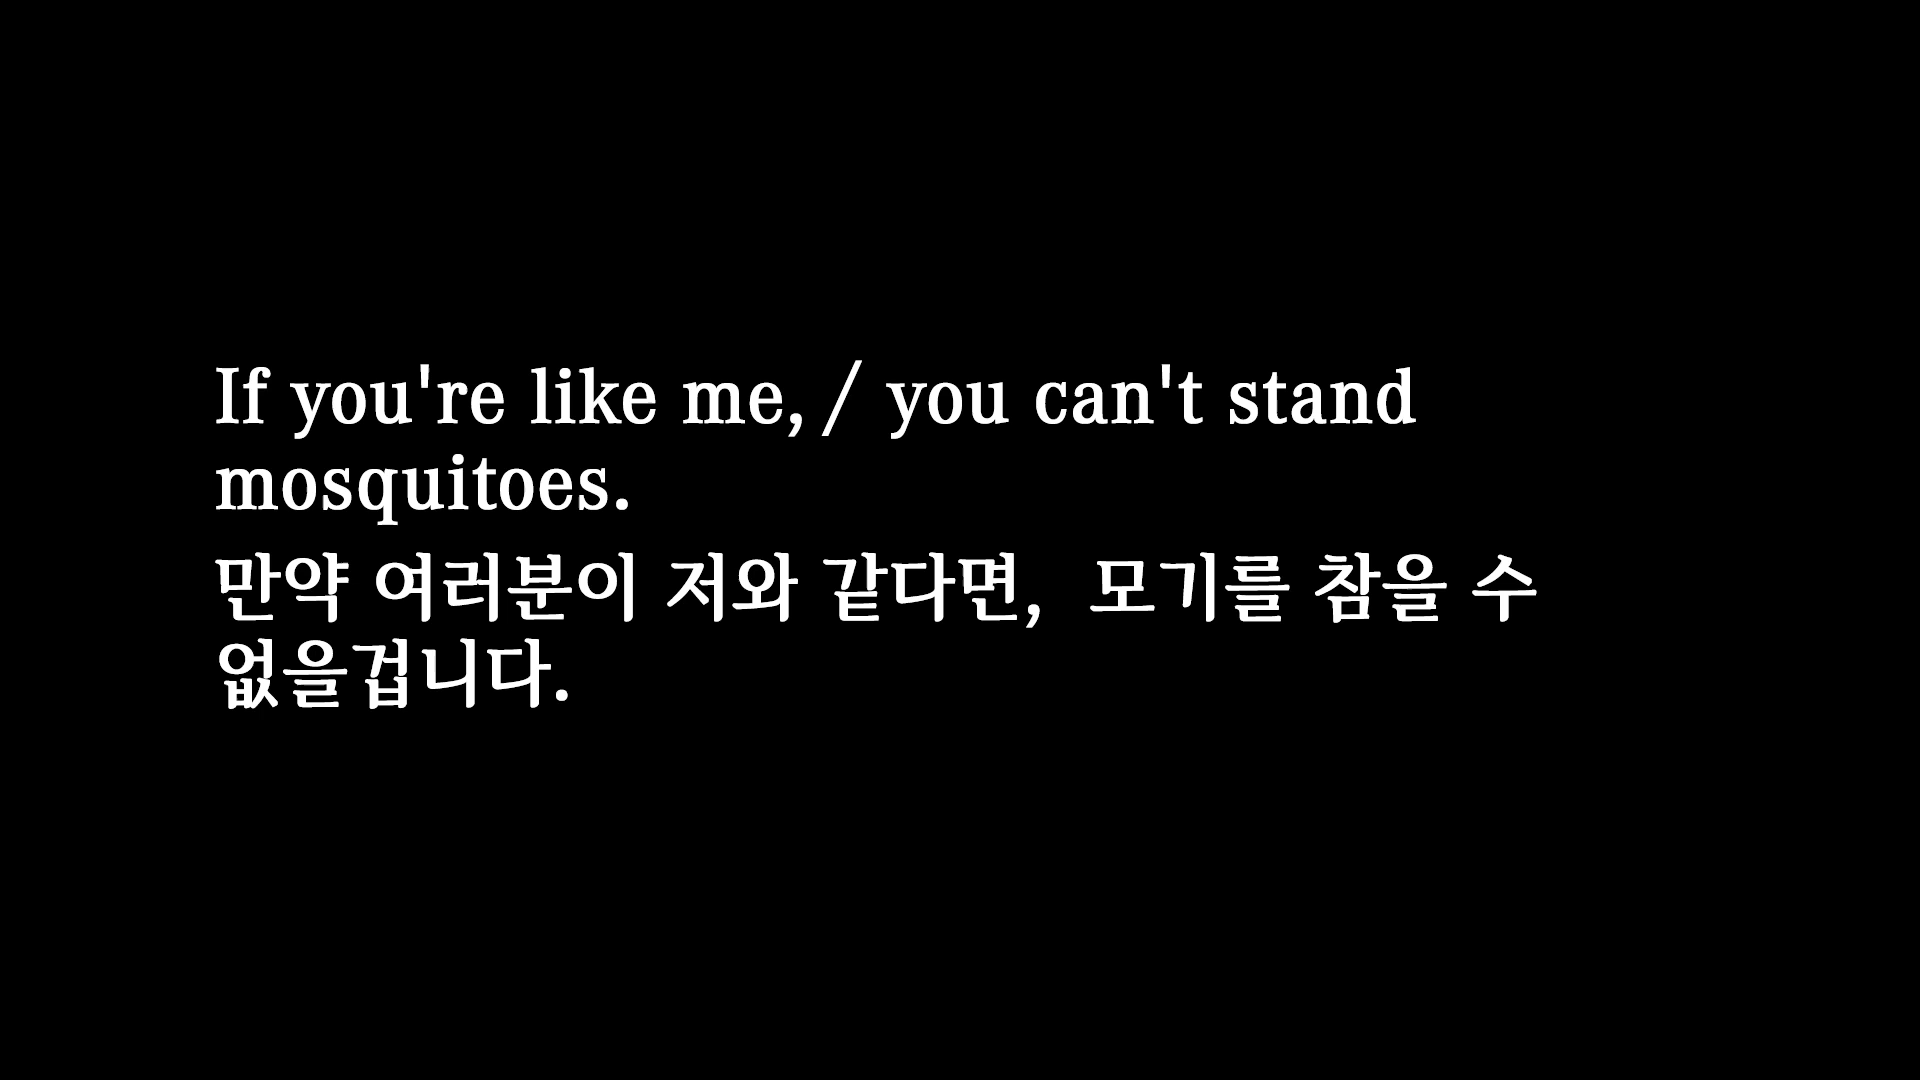 If you're like me, / you can't stand
mosquitoes.
만약 여러분이 저와 같다면,  모기를 참을 수
없을겁니다.